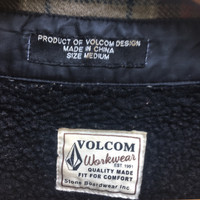 PRODUCT OF VOLCOM DESIGN
MADE IN CHINA
SIZE MEDIUM
VOLCOM
Workwear
EST 1991
QUALITY MADE
FIT FOR COMFORT
Stone Boardwear Inc.